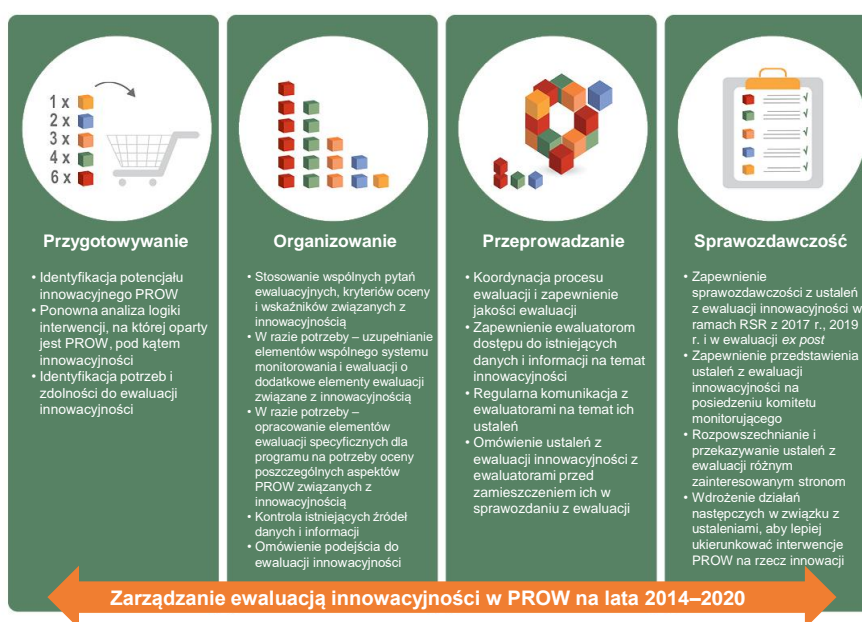 1 x
2 x
3 x
4 x
6 x
Przygotowywanie
• Identyfikacja potencjału
innowacyjnego PROW
• Ponowna analiza logiki
interwencji, na której oparty
jest PROW, pod kątem
innowacyjności
• Identyfikacja potrzeb i
zdolności do ewaluacji
innowacyjności
Organizowanie
• Stosowanie wspólnych pytań
ewaluacyjnych, kryteriów oceny
i wskaźników związanych z
innowacyjnością
• W razie potrzeby – uzupełnianie
elementów wspólnego systemu
monitorowania i ewaluacji o
dodatkowe elementy ewaluacji
związane z innowacyjnością
• W razie potrzeby –
opracowanie elementów
ewaluacji specyficznych dla
programu na potrzeby oceny
poszczególnych aspektów
PROW związanych z
innowacyjnością
• Kontrola istniejących źródeł
danych i informacji
• Omówienie podejścia do
ewaluacji innowacyjności
Przeprowadzanie
• Koordynacja procesu
ewaluacji i zapewnienie
jakości ewaluacji
• Zapewnienie ewaluatorom
dostępu do istniejących
danych i informacji na temat
innowacyjności
• Regularna komunikacja z
ewaluatorami na temat ich
ustaleń
• Omówienie ustaleń z
ewaluacji innowacyjności z
ewaluatorami przed
zamieszczeniem ich w
sprawozdaniu z ewaluacji
Sprawozdawczość
• Zapewnienie
sprawozdawczości z ustaleń
z ewaluacji innowacyjności w
ramach RSR z 2017 r., 2019
r. i w ewaluacji ex post
• Zapewnienie przedstawienia
ustaleń z ewaluacji
innowacyjności na
posiedzeniu komitetu
monitorującego
• Rozpowszechnianie i
przekazywanie ustaleń z
ewaluacji różnym
zainteresowanym stronom
• Wdrożenie działań
następczych w związku z
ustaleniami, aby lepiej
ukierunkować interwencje
PROW na rzecz innowacji
Zarządzanie ewaluacją innowacyjności w PROW na lata 2014–2020